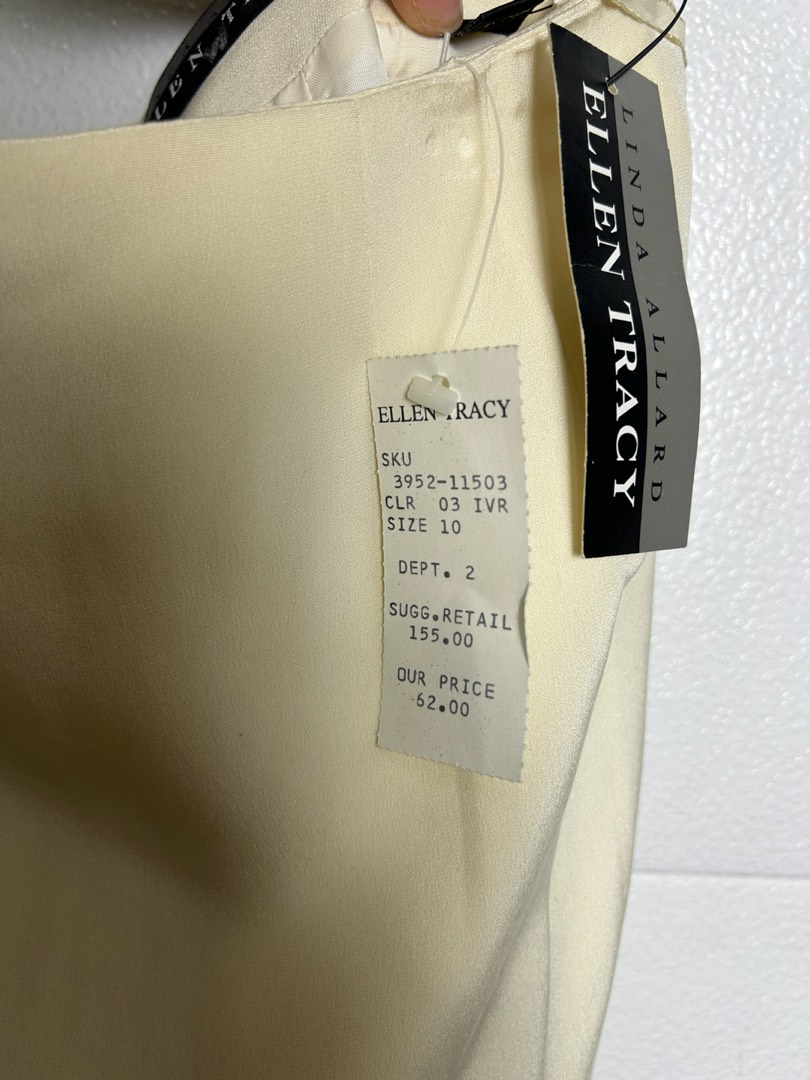 LINDA ALLARD
ELLEN TRACY
ELLEN TRACY
SKU
3952-11503
CLR 03 IVR
SIZE 10
DEPT. 2
SUGG.RETAIL
155.00
OUR PRICE
62.00